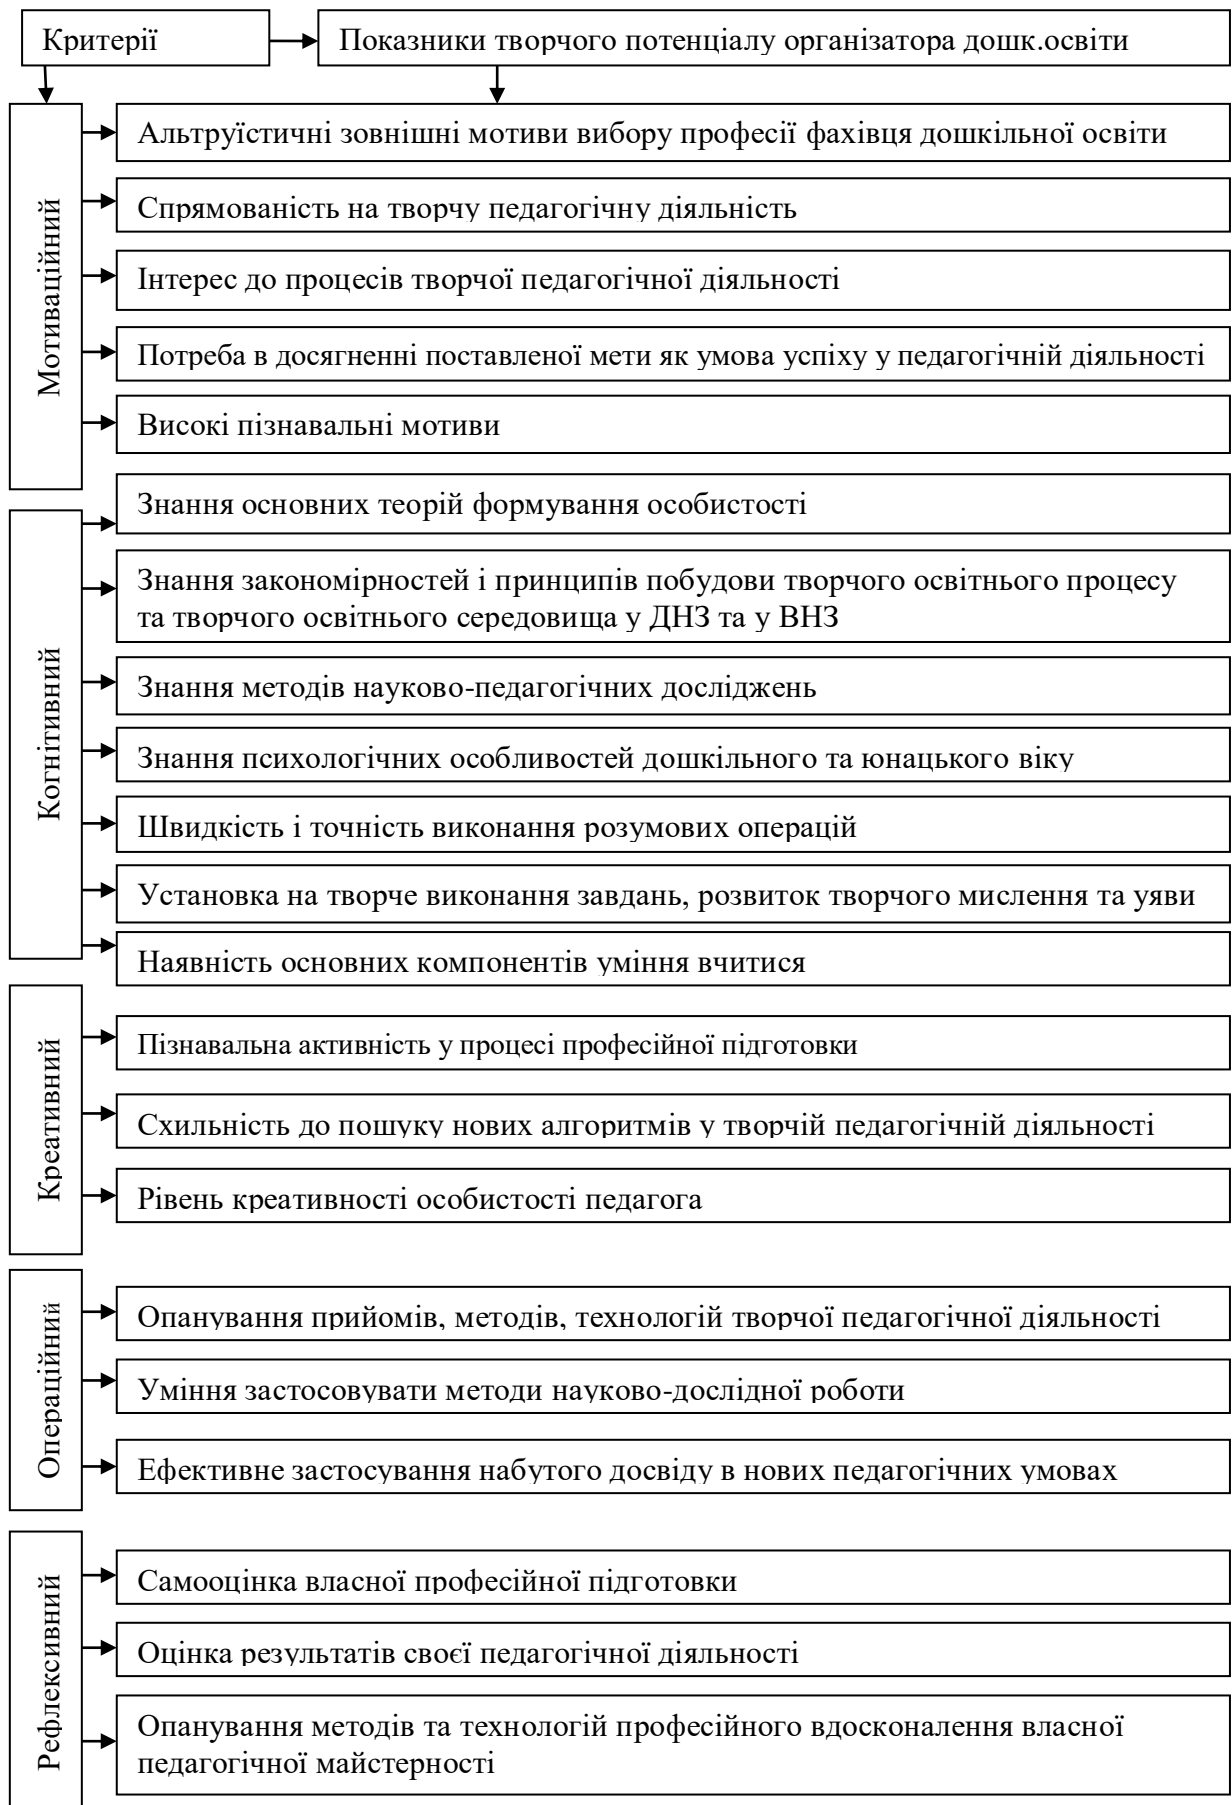 Критерії
Показники творчого потенціалу організатора дошк.освіти
Мотиваційний
Альтруїстичні зовнішні мотиви вибору професії фахівця дошкільної освіти
Спрямованість на творчу педагогічну діяльність
Інтерес до процесів творчої педагогічної діяльності
Потреба в досягненні поставленої мети як умова успіху у педагогічній діяльності
Високі пізнавальні мотиви
Когнітивний
Знання основних теорій формування особистості
Знання закономірностей і принципів побудови творчого освітнього процесу
та творчого освітнього середовища у ДНЗ та у ВНЗ
Знання методів науково-педагогічних досліджень
Знання психологічних особливостей дошкільного та юнацького віку
Швидкість і точність виконання розумових операцій
Установка на творче виконання завдань, розвиток творчого мислення та уяви
Наявність основних компонентів уміння вчитися
Креативний
Пізнавальна активність у процесі професійної підготовки
Схильність до пошуку нових алгоритмів у творчій педагогічній діяльності
Рівень креативності особистості педагога
Операційний
Опанування прийомів, методів, технологій творчої педагогічної діяльності
Уміння застосовувати методи науково-дослідної роботи
Ефективне застосування набутого досвіду в нових педагогічних умовах
Рефлексивний
Самооцінка власної професійної підготовки
Оцінка результатів своєї педагогічної діяльності
Опанування методів та технологій професійного вдосконалення власної
педагогічної майстерності